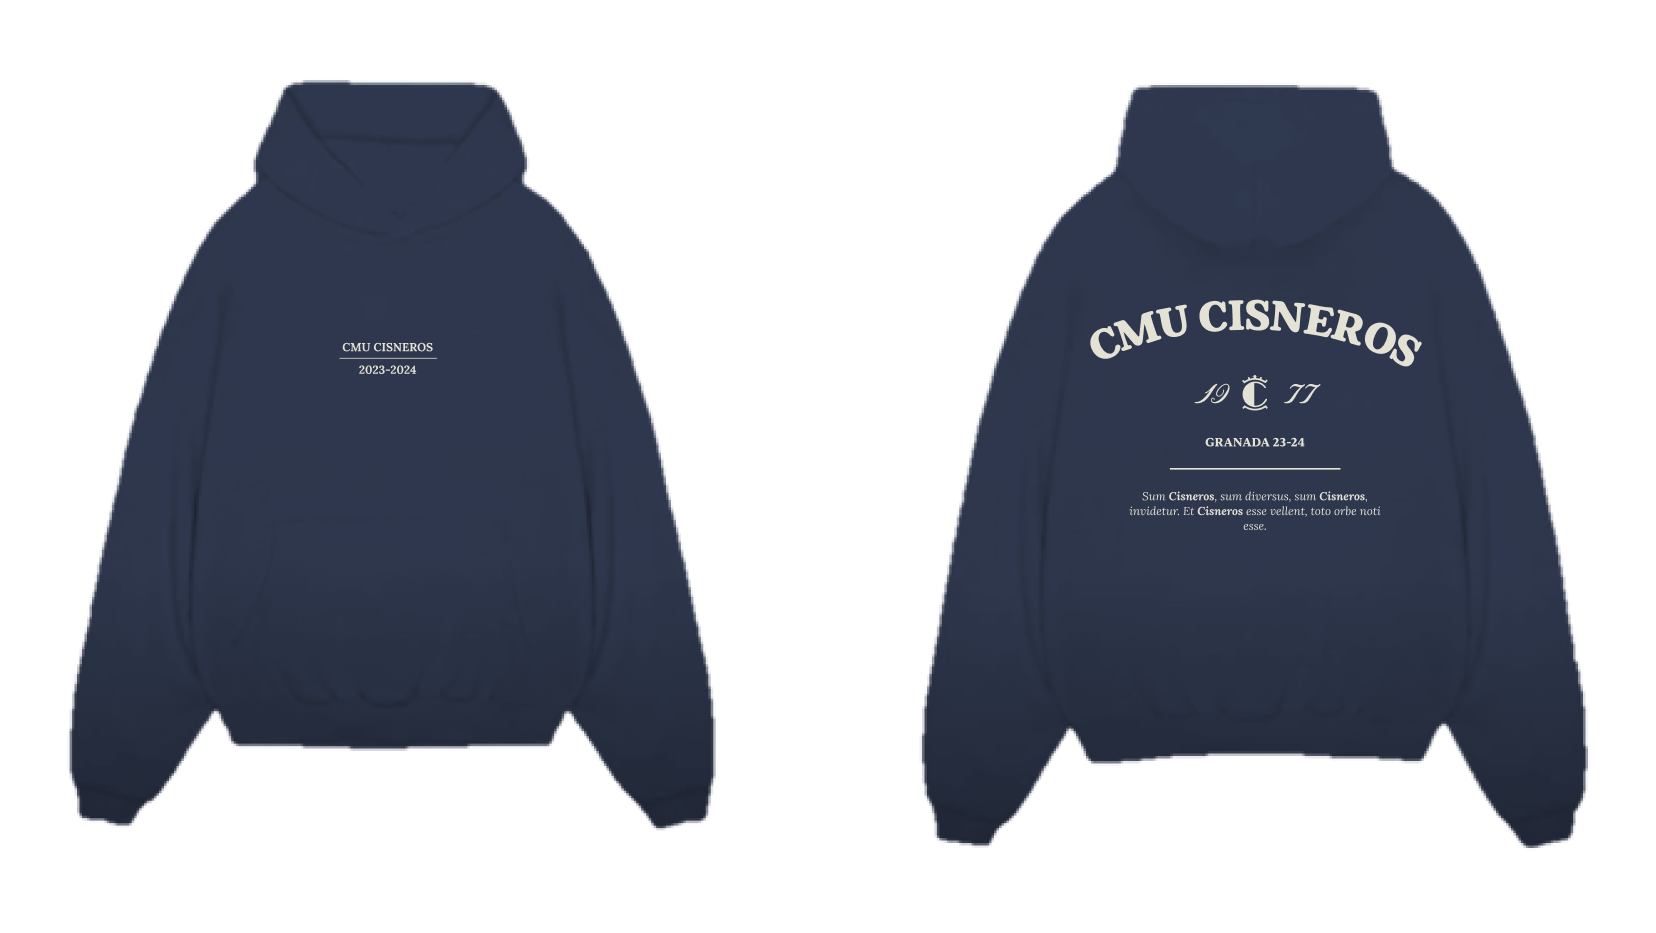 CMU CISNEROS
2023-2024
CMU CISNEROS
19 C 77
GRANADA 23-24
Sum Cisneros, sum diversus, sum Cisneros,
invidetur. Et Cisneros esse vellent, toto orbe noti
esse.